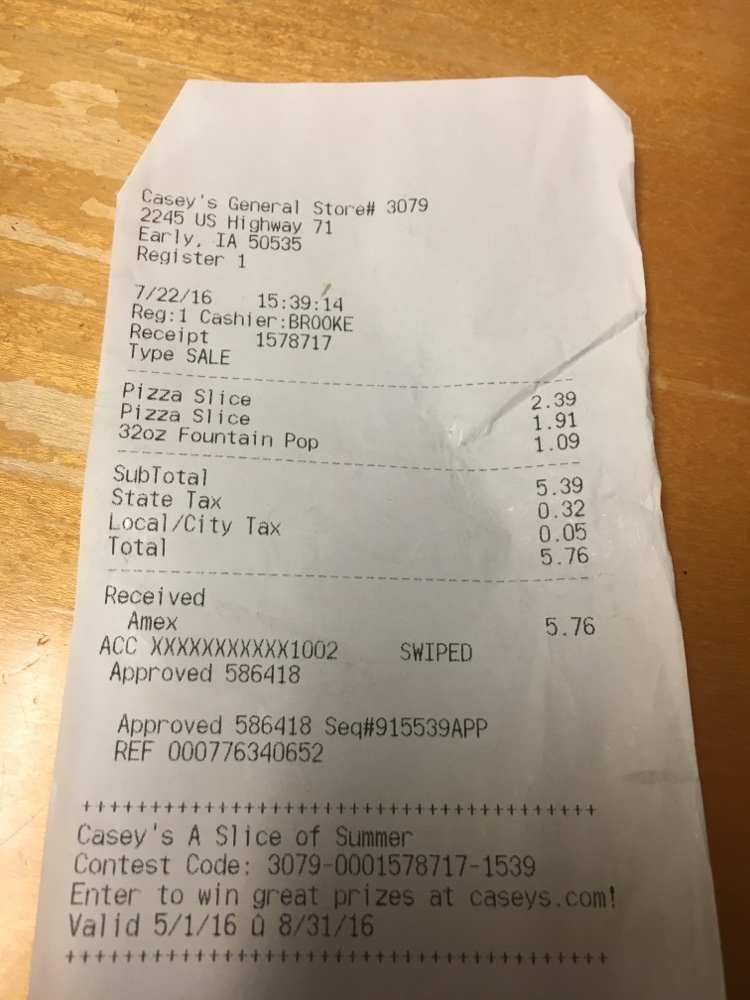 Casey's General Store# 3079
2245 US Highway 71
Early, IA 50535
Register 1
7/22/16 15:39:14
Reg:1 Cashier:BROOKE
Receipt 1578717
Type SALE
Pizza Slice 2.39
Pizza Slice 1.91
32oz Fountain Pop 1.09
SubTotal 5.39
State Tax 0.32
Local/City Tax 0.05
Total 5.76
Received
Amex 5.76
ACC XXXXXXXXXXX1002 SWIPED
Approved 586418
Approved 586418 Seq#915539APP
REF 000776340652
+++++++++++++++++++++++++++++++++++++++
Casey's A Slice of Summer
Contest Code: 3079-0001578717-1539
Enter to win great prizes at caseys.com!
Valid 5/1/16 û 8/31/16
+++++++++++++++++++++++++++++++++++++++